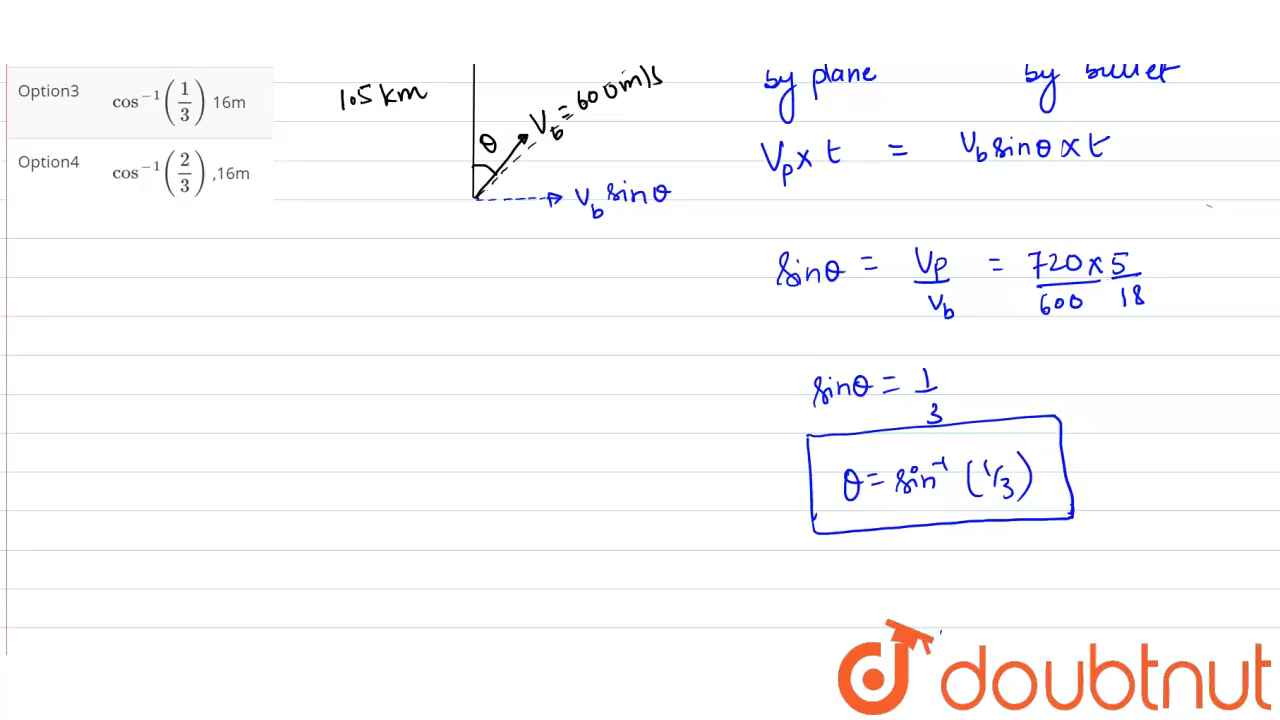 Option3 cos⁻¹(1/3) 16m
Option4 cos⁻¹(2/3) ,16m
1.5 km
θ
V_b = 600 m/s
V_b sinθ
by plane by bullet
V_p × t = V_b sinθ × t
sinθ = V_p/V_b = 720 × 5/600 18
sinθ = 1/3
θ = sin⁻¹ (1/3)
doubtnut